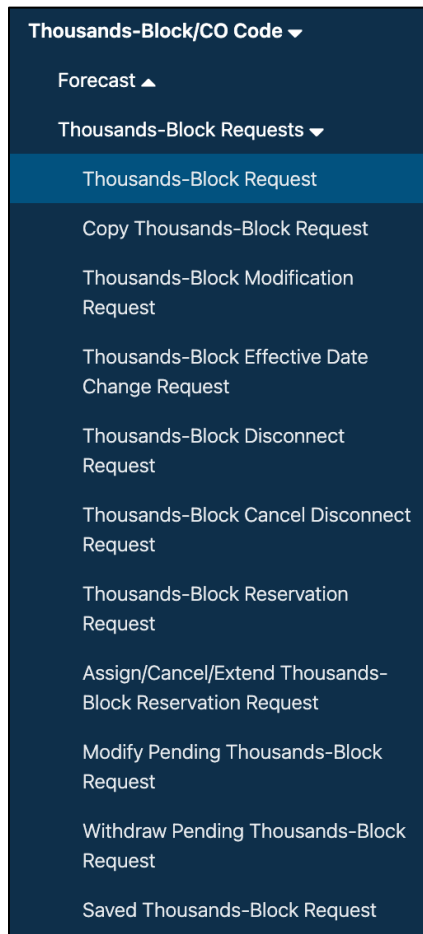 Thousands-Block/CO Code
Forecast
Thousands-Block Requests
Thousands-Block Request
Copy Thousands-Block Request
Thousands-Block Modification
Request
Thousands-Block Effective Date
Change Request
Thousands-Block Disconnect
Request
Thousands-Block Cancel Disconnect
Request
Thousands-Block Reservation
Request
Assign/Cancel/Extend Thousands-
Block Reservation Request
Modify Pending Thousands-Block
Request
Withdraw Pending Thousands-Block
Request
Saved Thousands-Block Request